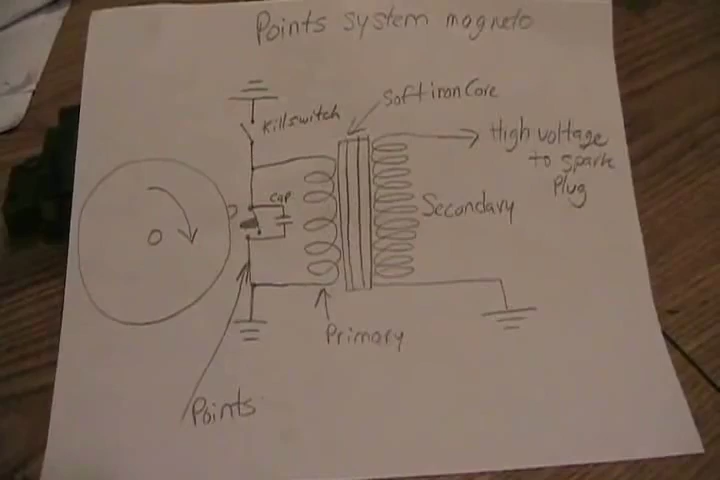 Points system magneto
Soft iron Core
Killswitch
High voltage
to spark
Plug
Cap
Secondary
Primary
Points